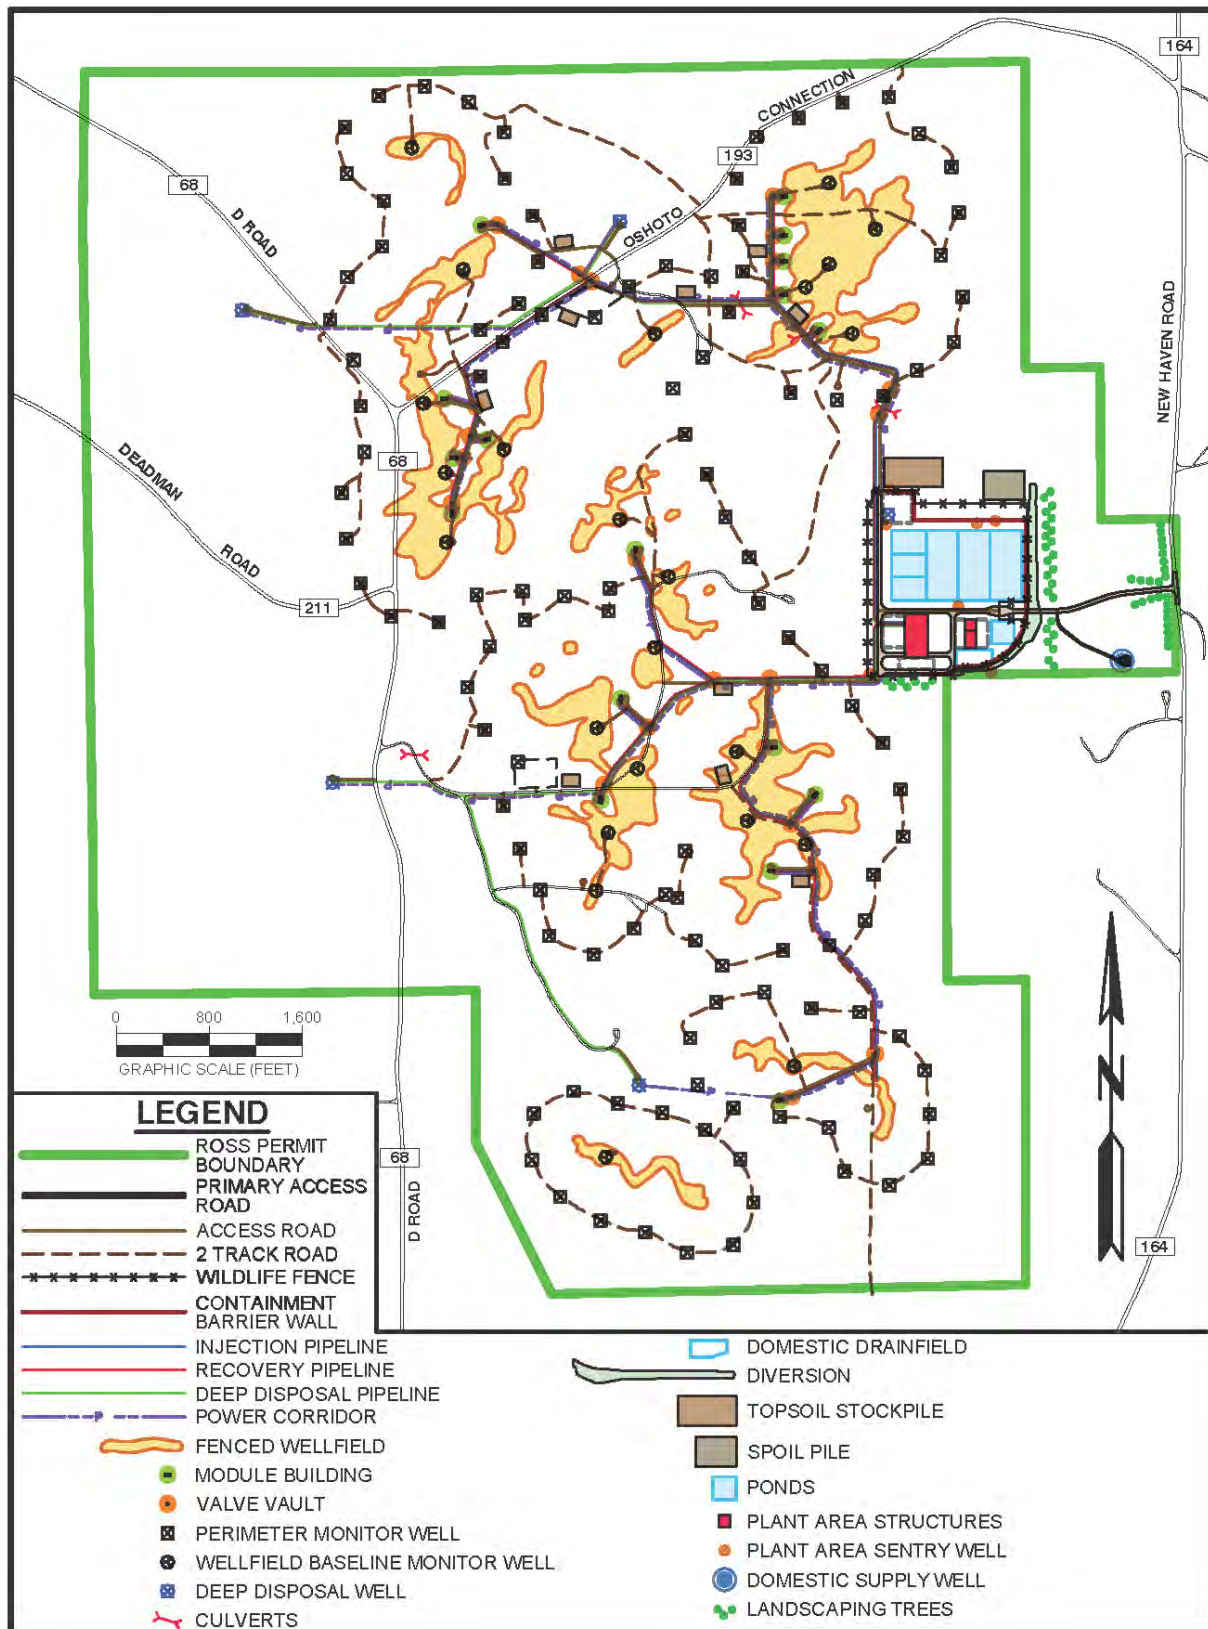 164
CONNECTION
193
68
D ROAD
OSHOTO
NEW HAVEN ROAD
DEADMAN
68
ROAD
211
0 800 1,600
GRAPHIC SCALE (FEET)
N
68
D ROAD
164
LEGEND
ROSS PERMIT
BOUNDARY
PRIMARY ACCESS
ROAD
ACCESS ROAD
2 TRACK ROAD
WILDLIFE FENCE
CONTAINMENT
BARRIER WALL
INJECTION PIPELINE
RECOVERY PIPELINE
DEEP DISPOSAL PIPELINE
POWER CORRIDOR
FENCED WELLFIELD
MODULE BUILDING
VALVE VAULT
PERIMETER MONITOR WELL
WELLFIELD BASELINE MONITOR WELL
DEEP DISPOSAL WELL
CULVERTS
DOMESTIC DRAINFIELD
DIVERSION
TOPSOIL STOCKPILE
SPOIL PILE
PONDS
PLANT AREA STRUCTURES
PLANT AREA SENTRY WELL
DOMESTIC SUPPLY WELL
LANDSCAPING TREES